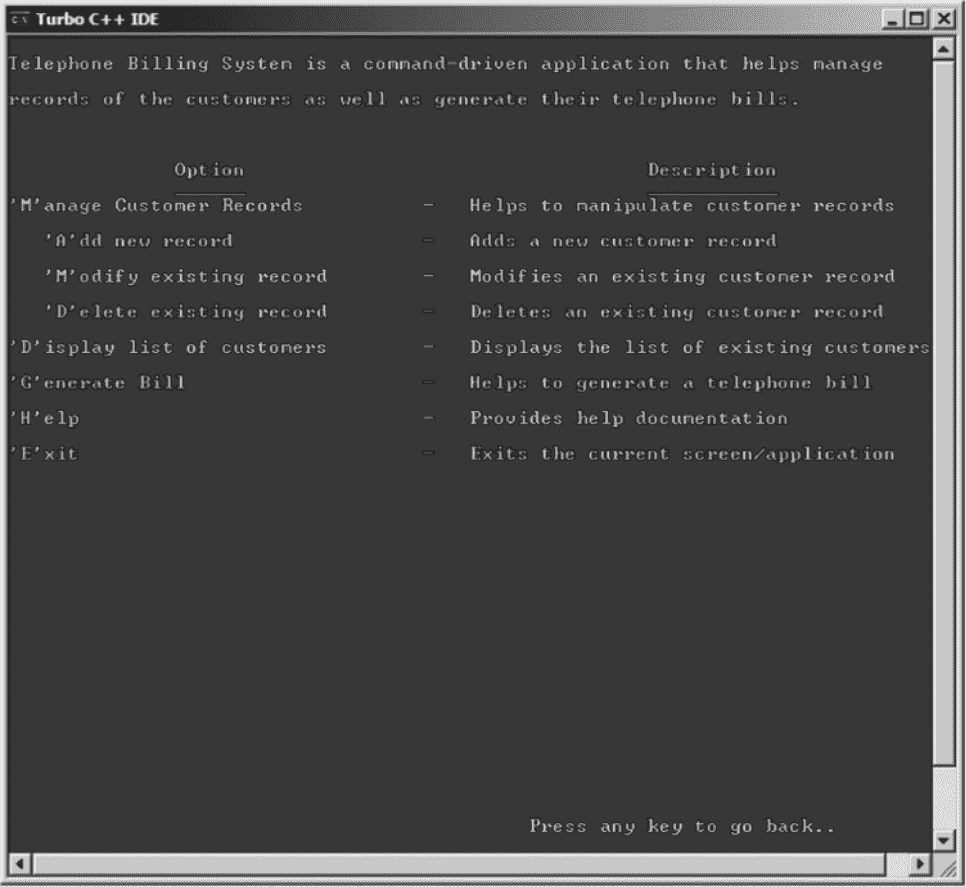 Turbo C++ IDE
Telephone Billing System is a command-driven application that helps manage
records of the customers as well as generate their telephone bills.
Option Description
'M'anage Customer Records - Helps to manipulate customer records
'A'dd new record - Adds a new customer record
'M'odify existing record - Modifies an existing customer record
'D'elete existing record - Deletes an existing customer record
'D'isplay list of customers - Displays the list of existing customers
'G'enerate Bill - Helps to generate a telephone bill
'H'elp - Provides help documentation
'E'xit - Exits the current screen/application
Press any key to go back..